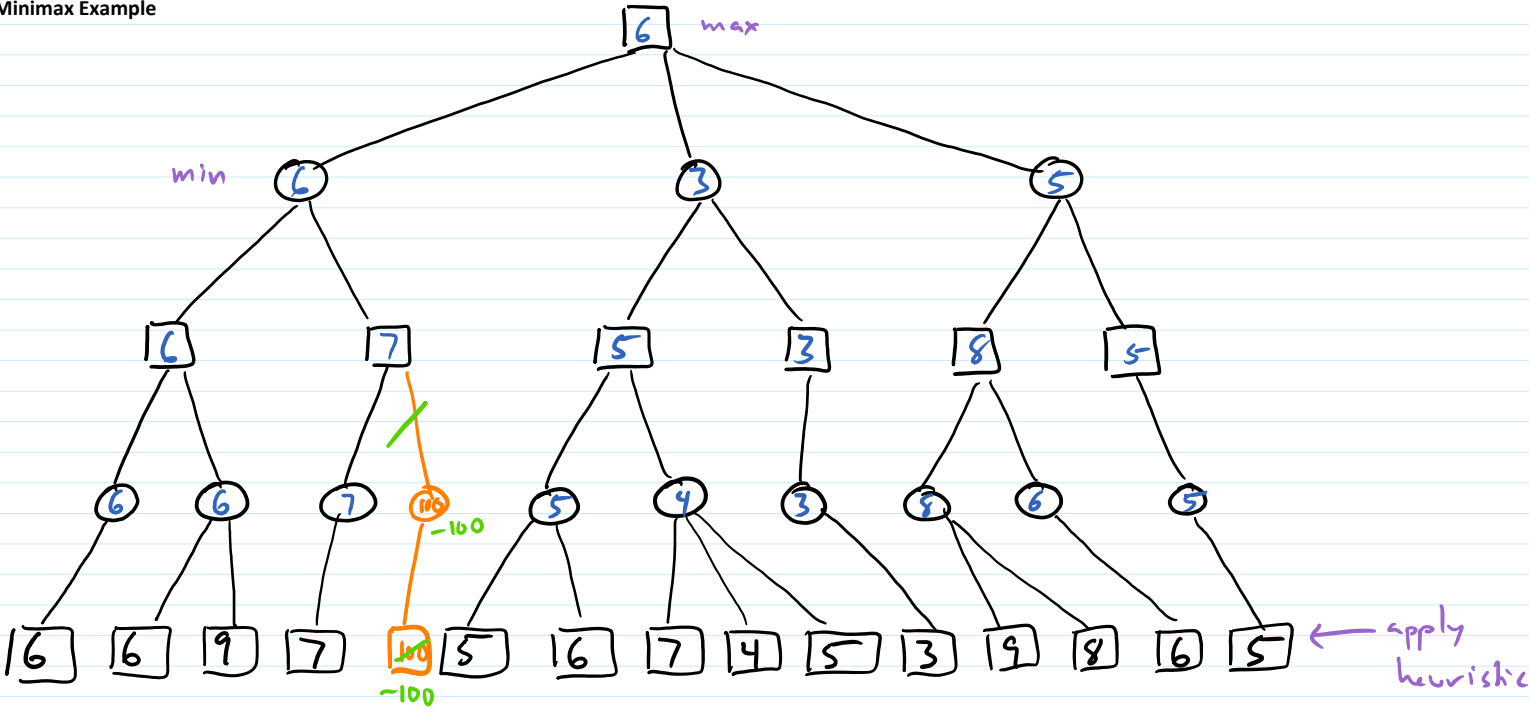 Minimax Example
6 max
min 6 3 5
6 7 5 3 8 5
6 6 7 100 5 4 3 8 6 5
-100
6 6 9 7 100 5 6 7 4 5 3 9 8 6 5
apply
heuristic
-100